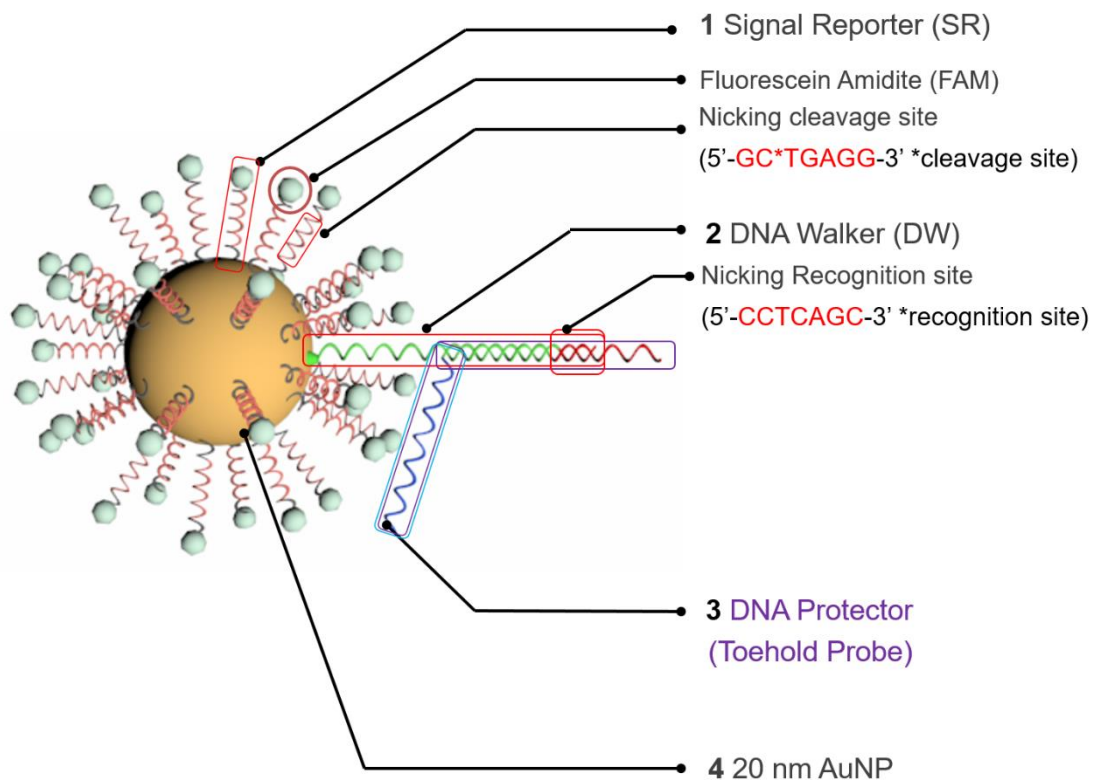 1 Signal Reporter (SR)
Fluorescein Amidite (FAM)
Nicking cleavage site
(5’-GC*TGAGG-3’ *cleavage site)
2 DNA Walker (DW)
Nicking Recognition site
(5’-CCTCAGC-3’ *recognition site)
3 DNA Protector
(Toehold Probe)
4 20 nm AuNP